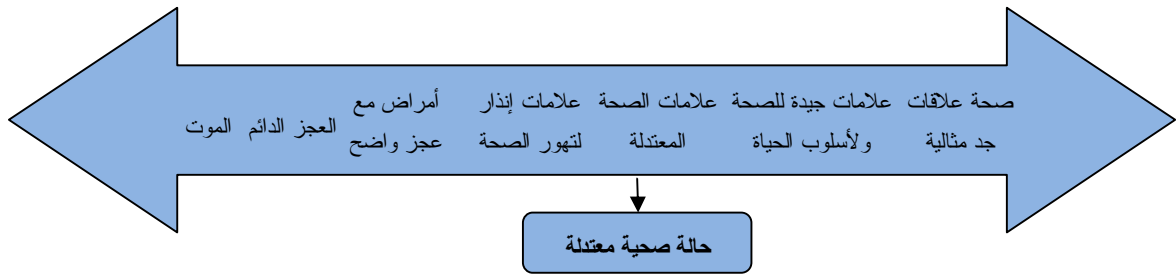 صحة علاقات
جد مثالية
علامات جيدة للصحة
ولأسلوب الحياة
علامات الصحة
المعتدلة
علامات إنذار
لتهور الصحة
أمراض مع
عجز واضح
العجز الدائم
الموت
حالة صحية معتدلة